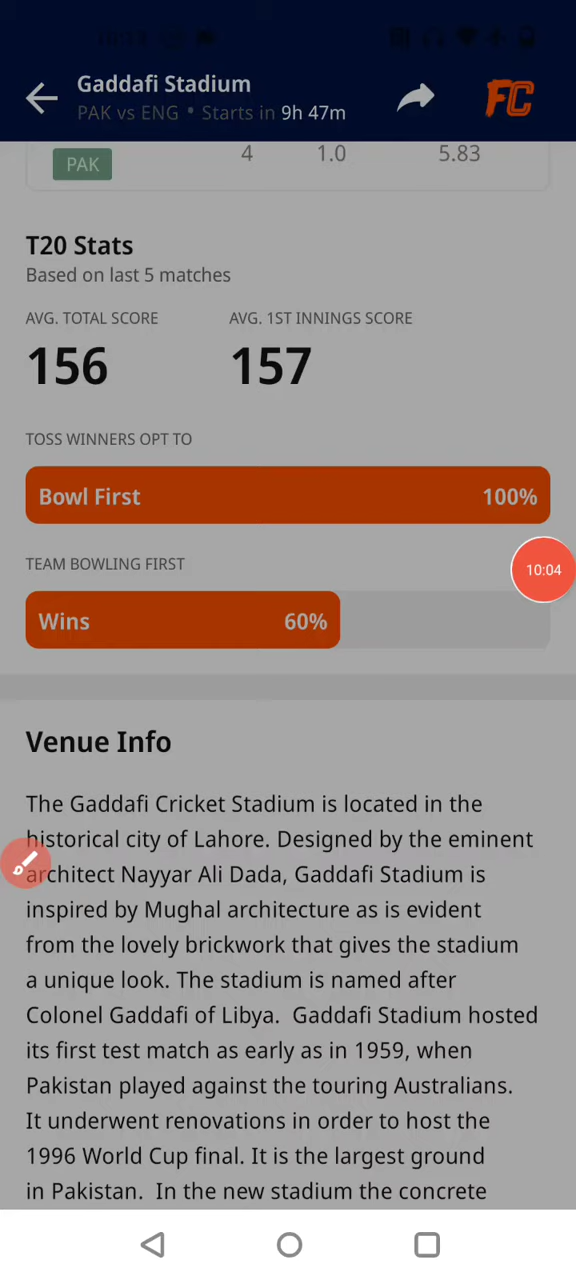 Gaddafi Stadium
PAK vs ENG • Starts in 9h 47m
FC
PAK 4 1.0 5.83
T20 Stats
Based on last 5 matches
AVG. TOTAL SCORE AVG. 1ST INNINGS SCORE
156 157
TOSS WINNERS OPT TO
Bowl First 100%
TEAM BOWLING FIRST
10:04
Wins 60%
Venue Info
The Gaddafi Cricket Stadium is located in the
historical city of Lahore. Designed by the eminent
architect Nayyar Ali Dada, Gaddafi Stadium is
inspired by Mughal architecture as is evident
from the lovely brickwork that gives the stadium
a unique look. The stadium is named after
Colonel Gaddafi of Libya. Gaddafi Stadium hosted
its first test match as early as in 1959, when
Pakistan played against the touring Australians.
It underwent renovations in order to host the
1996 World Cup final. It is the largest ground
in Pakistan. In the new stadium the concrete